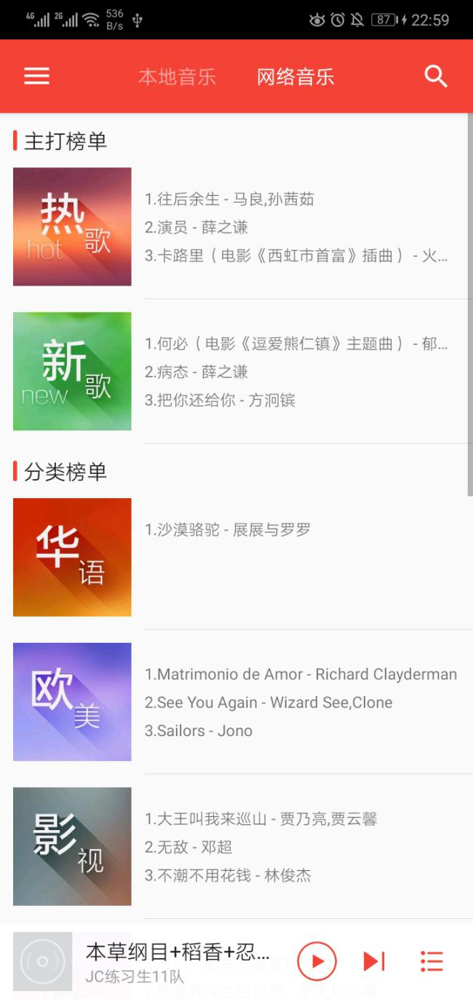 4G 2G 536 B/s 87 22:59
本地音乐 网络音乐
主打榜单
热歌
hot
1.往后余生 - 马良,孙茜茹
2.演员 - 薛之谦
3.卡路里（电影《西虹市首富》插曲） - 火...
新歌
new
1.何必（电影《逗爱熊仁镇》主题曲） - 郁...
2.病态 - 薛之谦
3.把你还给你 - 方泂镔
分类榜单
华语
1.沙漠骆驼 - 展展与罗罗
欧美
1.Matrimonio de Amor - Richard Clayderman
2.See You Again - Wizard See,Clone
3.Sailors - Jono
影视
1.大王叫我来巡山 - 贾乃亮,贾云馨
2.无敌 - 邓超
3.不潮不用花钱 - 林俊杰
本草纲目+稻香+忍...
JC练习生11队